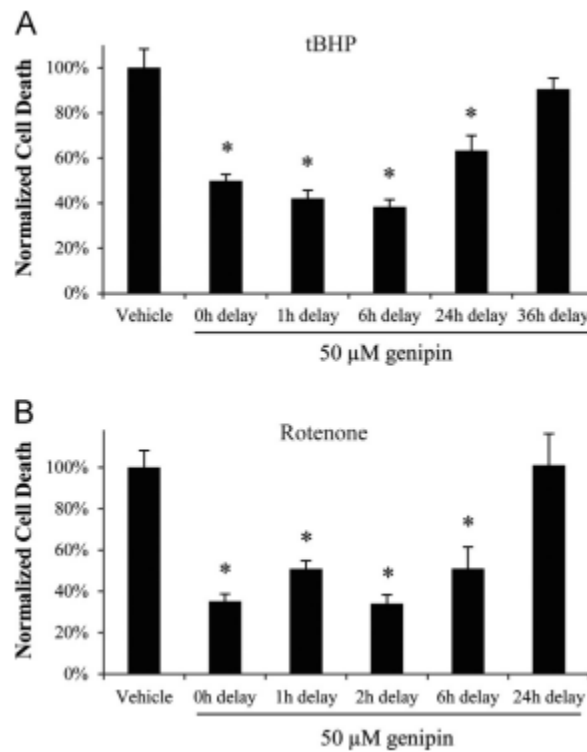 A
tBHP
Normalized Cell Death
100%
80%
60%
40%
20%
0%
* * * *
Vehicle 0h delay 1h delay 6h delay 24h delay 36h delay
50 µM genipin
B
Rotenone
Normalized Cell Death
100%
80%
60%
40%
20%
0%
* * * *
Vehicle 0h delay 1h delay 2h delay 6h delay 24h delay
50 µM genipin